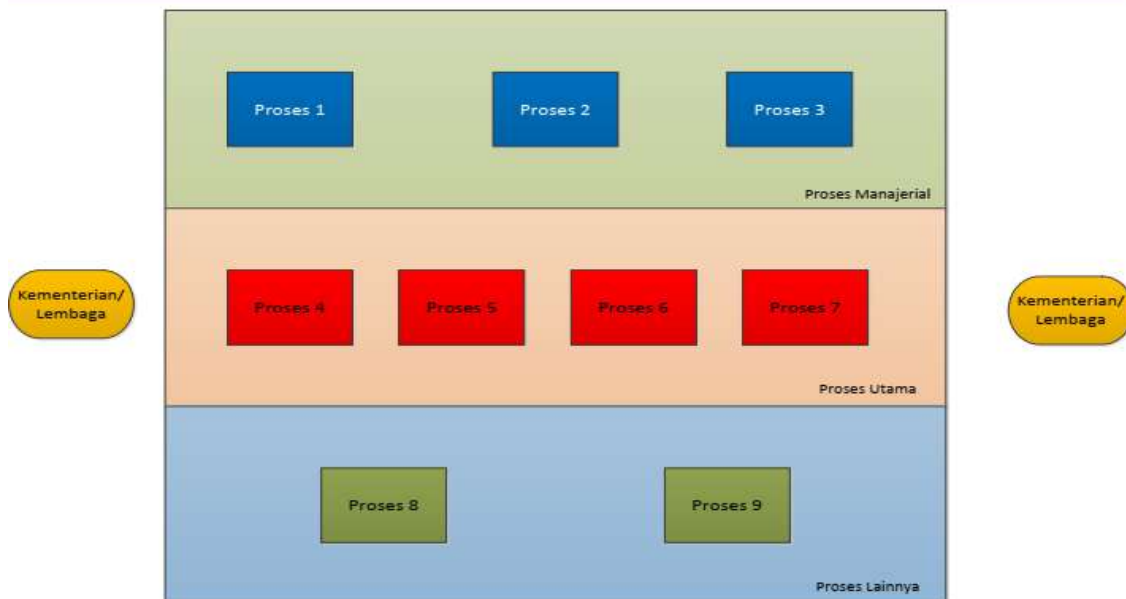 Proses 1
Proses 2
Proses 3
Proses Manajerial
Kementerian/
Lembaga
Proses 4
Proses 5
Proses 6
Proses 7
Kementerian/
Lembaga
Proses Utama
Proses 8
Proses 9
Proses Lainnya